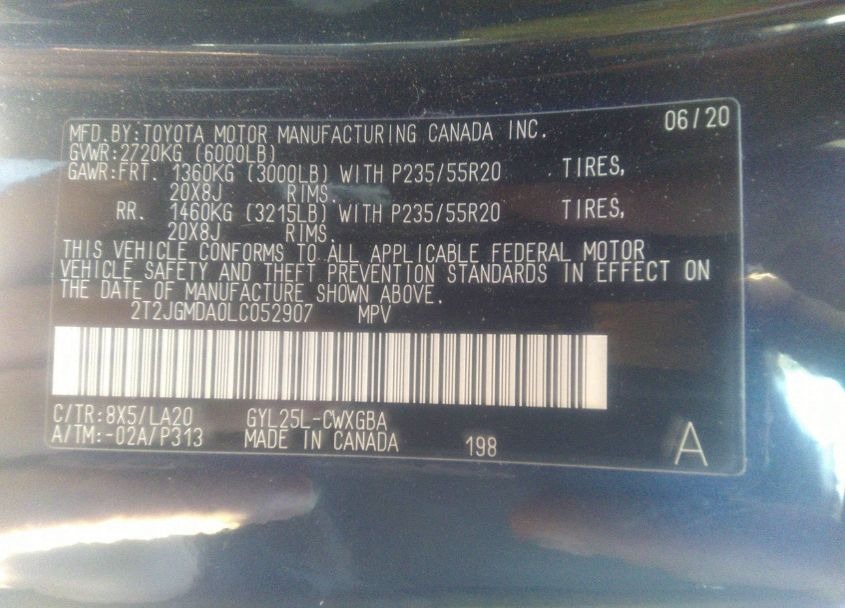 06/20
MFD.BY:TOYOTA MOTOR MANUFACTURING CANADA INC.
GVWR:2720KG (6000LB)
GAWR:FRT. 1360KG (3000LB) WITH P235/55R20 TIRES,
20X8J RIMS.
RR. 1460KG (3215LB) WITH P235/55R20 TIRES,
20X8J RIMS.
THIS VEHICLE CONFORMS TO ALL APPLICABLE FEDERAL MOTOR
VEHICLE SAFETY AND THEFT PREVENTION STANDARDS IN EFFECT ON
THE DATE OF MANUFACTURE SHOWN ABOVE.
2T2JGMDA0LC052907 MPV
C/TR:8X5/LA20 GYL25L-CWXGBA
A/TM:-02A/P313 MADE IN CANADA 198 A